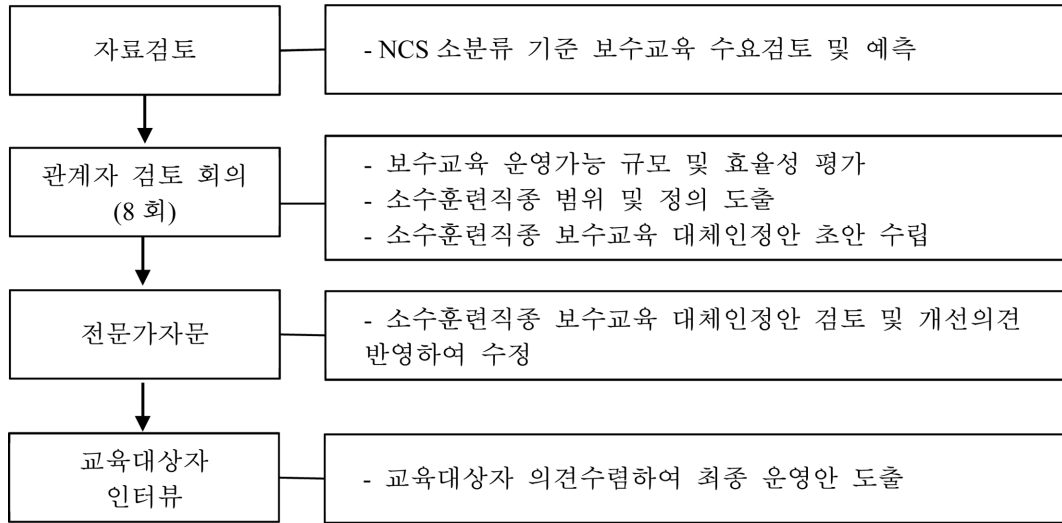 자료검토
- NCS 소분류 기준 보수교육 수요검토 및 예측
관계자 검토 회의
(8 회)
- 보수교육 운영가능 규모 및 효율성 평가
- 소수훈련직종 범위 및 정의 도출
- 소수훈련직종 보수교육 대체인정안 초안 수립
전문가자문
- 소수훈련직종 보수교육 대체인정안 검토 및 개선의견
반영하여 수정
교육대상자
인터뷰
- 교육대상자 의견수렴하여 최종 운영안 도출